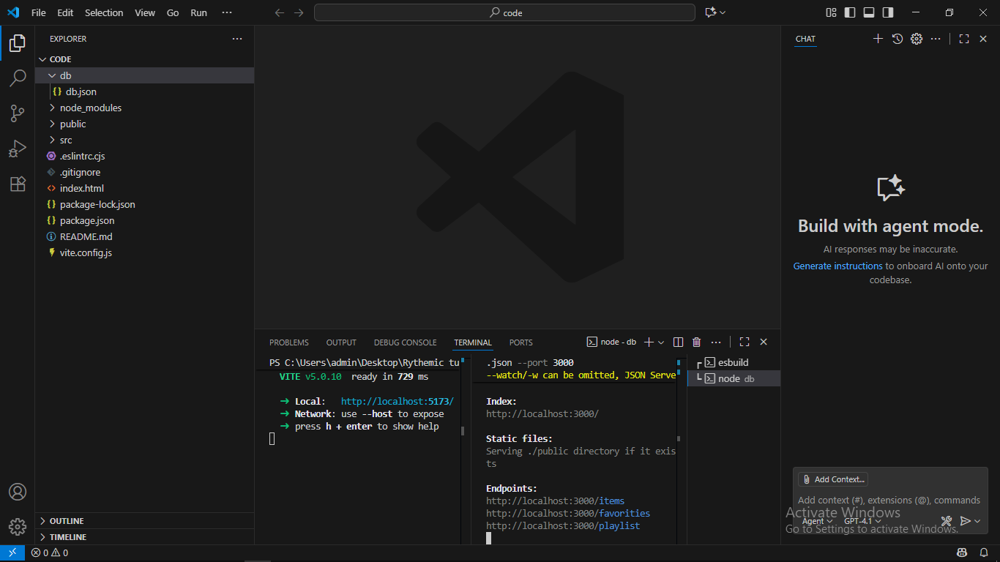 File Edit Selection View Go Run ···
code
EXPLORER
CODE
db
{} db.json
node_modules
public
src
.eslintrc.cjs
.gitignore
index.html
{} package-lock.json
{} package.json
README.md
vite.config.js
OUTLINE
TIMELINE
0 0
PROBLEMS OUTPUT DEBUG CONSOLE TERMINAL PORTS
node - db
PS C:\Users\admin\Desktop\Rythemic tu
VITE v5.0.10 ready in 729 ms
➜ Local: http://localhost:5173/
➜ Network: use --host to expose
➜ press h + enter to show help
.json --port 3000
--watch/-w can be omitted, JSON Serve
Index:
http://localhost:3000/
Static files:
Serving ./public directory if it exis
ts
Endpoints:
http://localhost:3000/items
http://localhost:3000/favorities
http://localhost:3000/playlist
esbuild
node db
CHAT
Build with agent mode.
AI responses may be inaccurate.
Generate instructions to onboard AI onto your
codebase.
Add Context...
Add context (#), extensions (@), commands
Agent GPT-4.1
Activate Windows
Go to Settings to activate Windows.